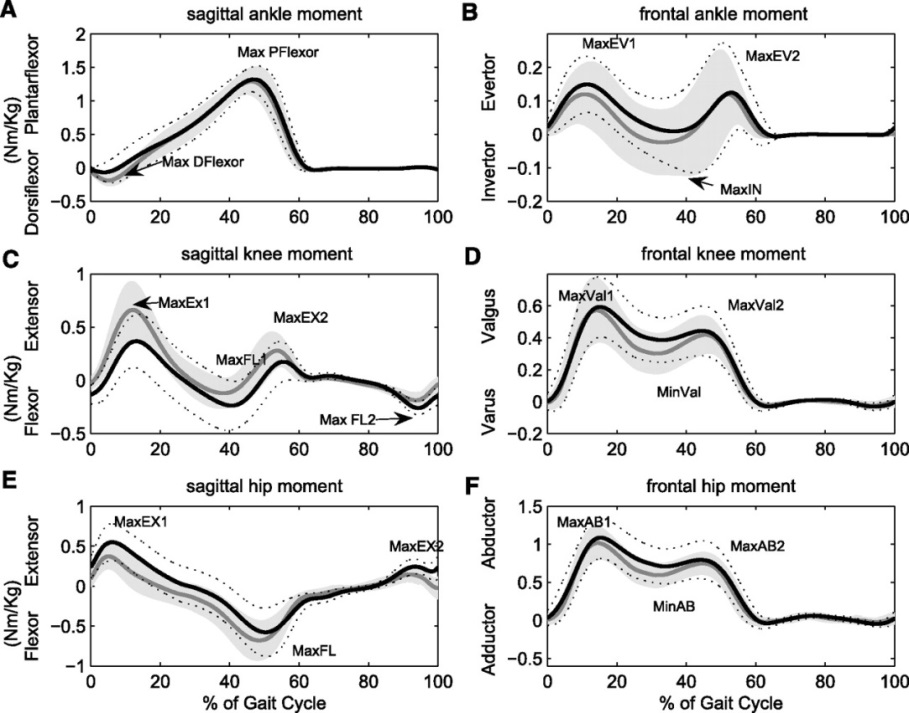 A
sagittal ankle moment
(Nm/Kg)
Dorsiflexor Plantarflexor
2
1.5
1
0.5
0
-0.5
Max PFlexor
Max DFlexor
0 20 40 60 80 100
B
frontal ankle moment
Invertor Evertor
0.2
0.1
0
-0.1
-0.2
MaxEV1
MaxEV2
MaxIN
0 20 40 60 80 100
C
sagittal knee moment
(Nm/Kg)
Flexor Extensor
1
0.5
0
-0.5
MaxEx1
MaxEX2
MaxFL1
Max FL2
0 20 40 60 80 100
D
frontal knee moment
Varus Valgus
0.6
0.4
0.2
0
-0.2
MaxVal1
MaxVal2
MinVal
0 20 40 60 80 100
E
sagittal hip moment
(Nm/Kg)
Flexor Extensor
1
0.5
0
-0.5
-1
MaxEX1
MaxEX2
MaxFL
0 20 40 60 80 100
% of Gait Cycle
F
frontal hip moment
Adductor Abductor
1.5
1
0.5
0
-0.5
MaxAB1
MaxAB2
MinAB
0 20 40 60 80 100
% of Gait Cycle